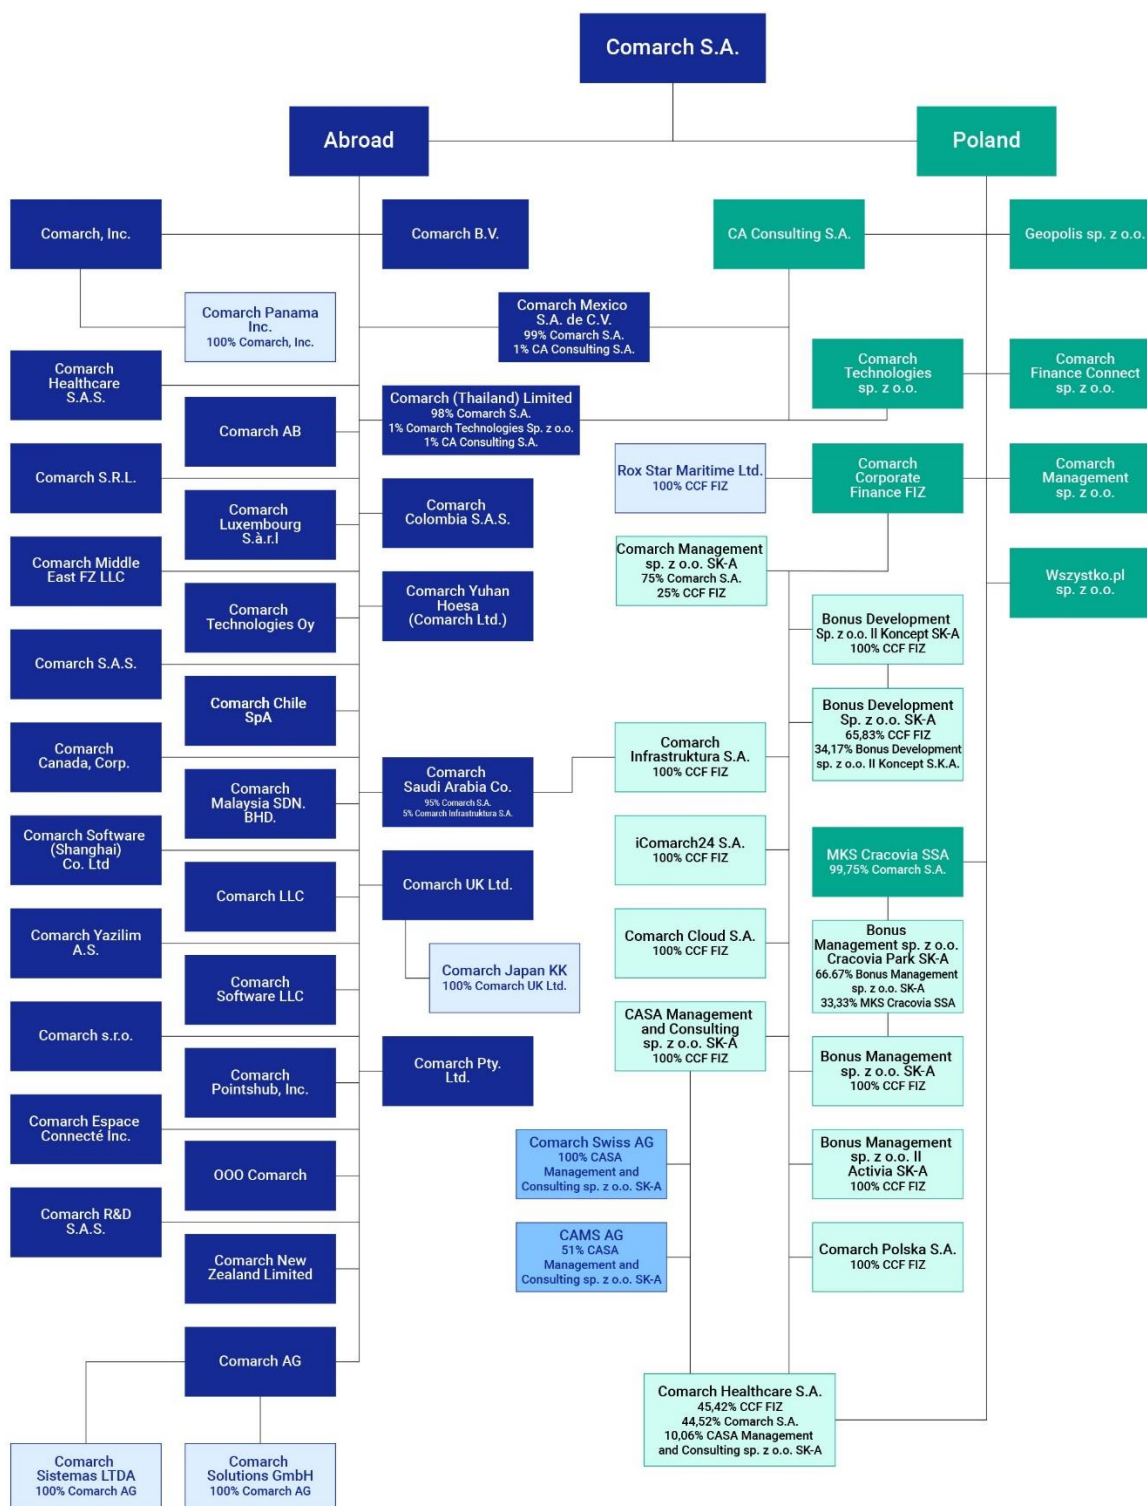 Comarch S.A.
Abroad
Poland
Comarch, Inc.
Comarch B.V.
CA Consulting S.A.
Geopolis sp. z o.o.
Comarch Panama
Inc.
100% Comarch, Inc.
Comarch Mexico
S.A. de C.V.
99% Comarch S.A.
1% CA Consulting S.A.
Comarch
Healthcare
S.A.S.
Comarch AB
Comarch (Thailand) Limited
98% Comarch S.A.
1% Comarch Technologies Sp. z o.o.
1% CA Consulting S.A.
Comarch
Technologies
sp. z o.o.
Comarch
Finance Connect
sp. z o.o.
Comarch S.R.L.
Comarch
Luxembourg
S.à.r.l
Comarch
Colombia S.A.S.
Rox Star Maritime Ltd.
100% CCF FIZ
Comarch
Corporate
Finance FIZ
Comarch
Management
sp. z o.o.
Comarch Middle
East FZ LLC
Comarch
Technologies Oy
Comarch Yuhan
Hoesa
(Comarch Ltd.)
Comarch Management
sp. z o.o. SK-A
75% Comarch S.A.
25% CCF FIZ
Wszystko.pl
sp. z o.o.
Bonus Development
Sp. z o.o. II Koncept SK-A
100% CCF FIZ
Comarch S.A.S.
Comarch Chile
SpA
Bonus Development
Sp. z o.o. SK-A
65,83% CCF FIZ
34,17% Bonus Development
sp. z o.o. II Koncept S.K.A.
Comarch
Canada, Corp.
Comarch
Malaysia SDN.
BHD.
Comarch
Saudi Arabia Co.
95% Comarch S.A.
5% Comarch Infrastruktura S.A.
Comarch
Infrastruktura S.A.
100% CCF FIZ
Comarch Software
(Shanghai)
Co. Ltd
Comarch LLC
Comarch UK Ltd.
iComarch24 S.A.
100% CCF FIZ
MKS Cracovia SSA
99,75% Comarch S.A.
Comarch Yazilim
A.S.
Comarch
Software LLC
Comarch Japan KK
100% Comarch UK Ltd.
Comarch Cloud S.A.
100% CCF FIZ
Bonus
Management sp. z o.o.
Cracovia Park SK-A
66.67% Bonus Management
sp. z o.o. SK-A
33,33% MKS Cracovia SSA
Comarch s.r.o.
Comarch
Pointshub, Inc.
Comarch Pty.
Ltd.
CASA Management
and Consulting
sp. z o.o. SK-A
100% CCF FIZ
Bonus Management
sp. z o.o. SK-A
100% CCF FIZ
Comarch Espace
Connecté Inc.
OOO Comarch
Comarch Swiss AG
100% CASA
Management and
Consulting sp. z o.o. SK-A
Bonus Management
sp. z o.o. II
Activia SK-A
100% CCF FIZ
Comarch R&D
S.A.S.
Comarch New
Zealand Limited
CAMS AG
51% CASA
Management and
Consulting sp. z o.o. SK-A
Comarch Polska S.A.
100% CCF FIZ
Comarch AG
Comarch Healthcare S.A.
45,42% CCF FIZ
44,52% Comarch S.A.
10,06% CASA Management
and Consulting sp. z o.o. SK-A
Comarch
Sistemas LTDA
100% Comarch AG
Comarch
Solutions GmbH
100% Comarch AG